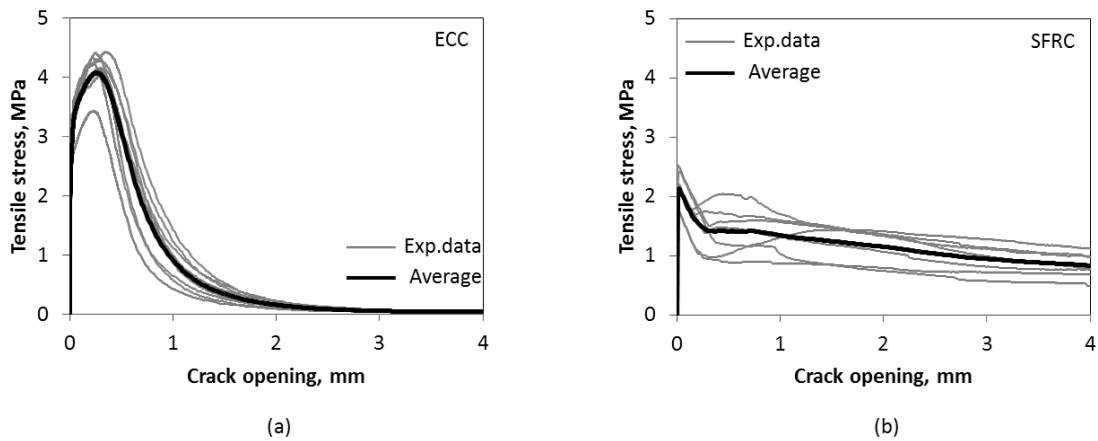 5
4
3
2
1
0
Tensile stress, MPa
ECC
Exp.data
Average
0 1 2 3 4
Crack opening, mm
(a)
5
4
3
2
1
0
Tensile stress, MPa
Exp.data
Average
SFRC
0 1 2 3 4
Crack opening, mm
(b)